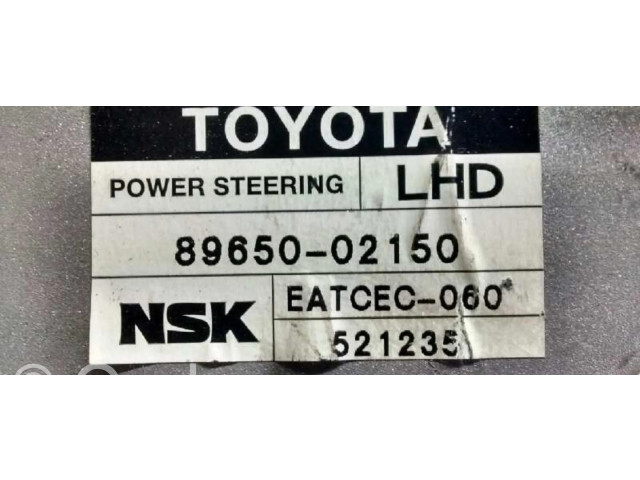 TOYOTA
POWER STEERING LHD
89650-02150
NSK EATCEC-060
521235